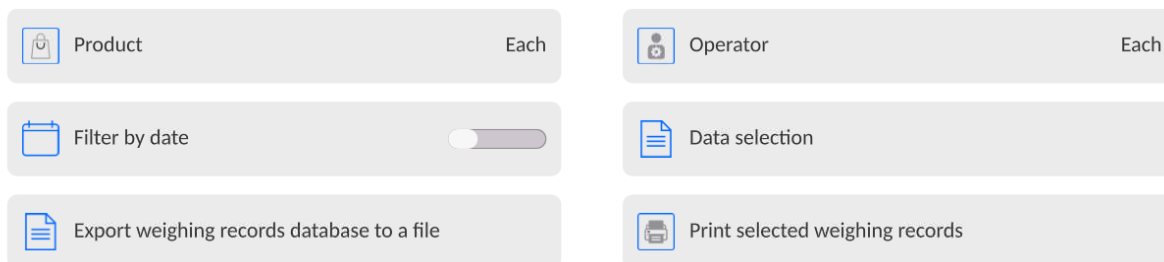 Product Each
Operator Each
Filter by date
Data selection
Export weighing records database to a file
Print selected weighing records